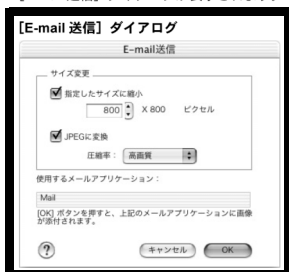 ［E-mail 送信］ダイアログ
E-mail送信
サイズ変更
指定したサイズに縮小
800 X 800 ピクセル
JPEGに変換
圧縮率： 高画質
使用するメールアプリケーション：
Mail
[OK] ボタンを押すと、上記のメールアプリケーションに画像
が添付されます。
? キャンセル OK